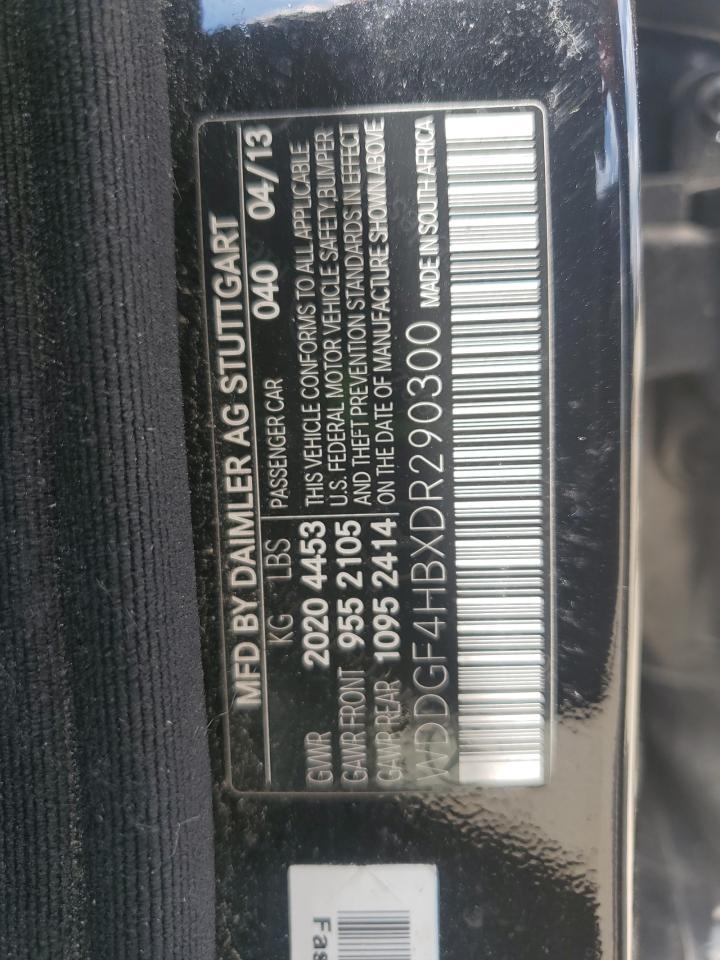 MFD BY DAIMLER AG STUTTGART
040 04/13
KG LBS PASSENGER CAR
GVWR 2020 4453 THIS VEHICLE CONFORMS TO ALL APPLICABLE
GAWR FRONT 955 2105 U.S. FEDERAL MOTOR VEHICLE SAFETY BUMPER
GAWR REAR 1095 2414 AND THEFT PREVENTION STANDARDS IN EFFECT
ON THE DATE OF MANUFACTURE SHOWN ABOVE
WDDGF4HBXDR290300 MADE IN SOUTH AFRICA